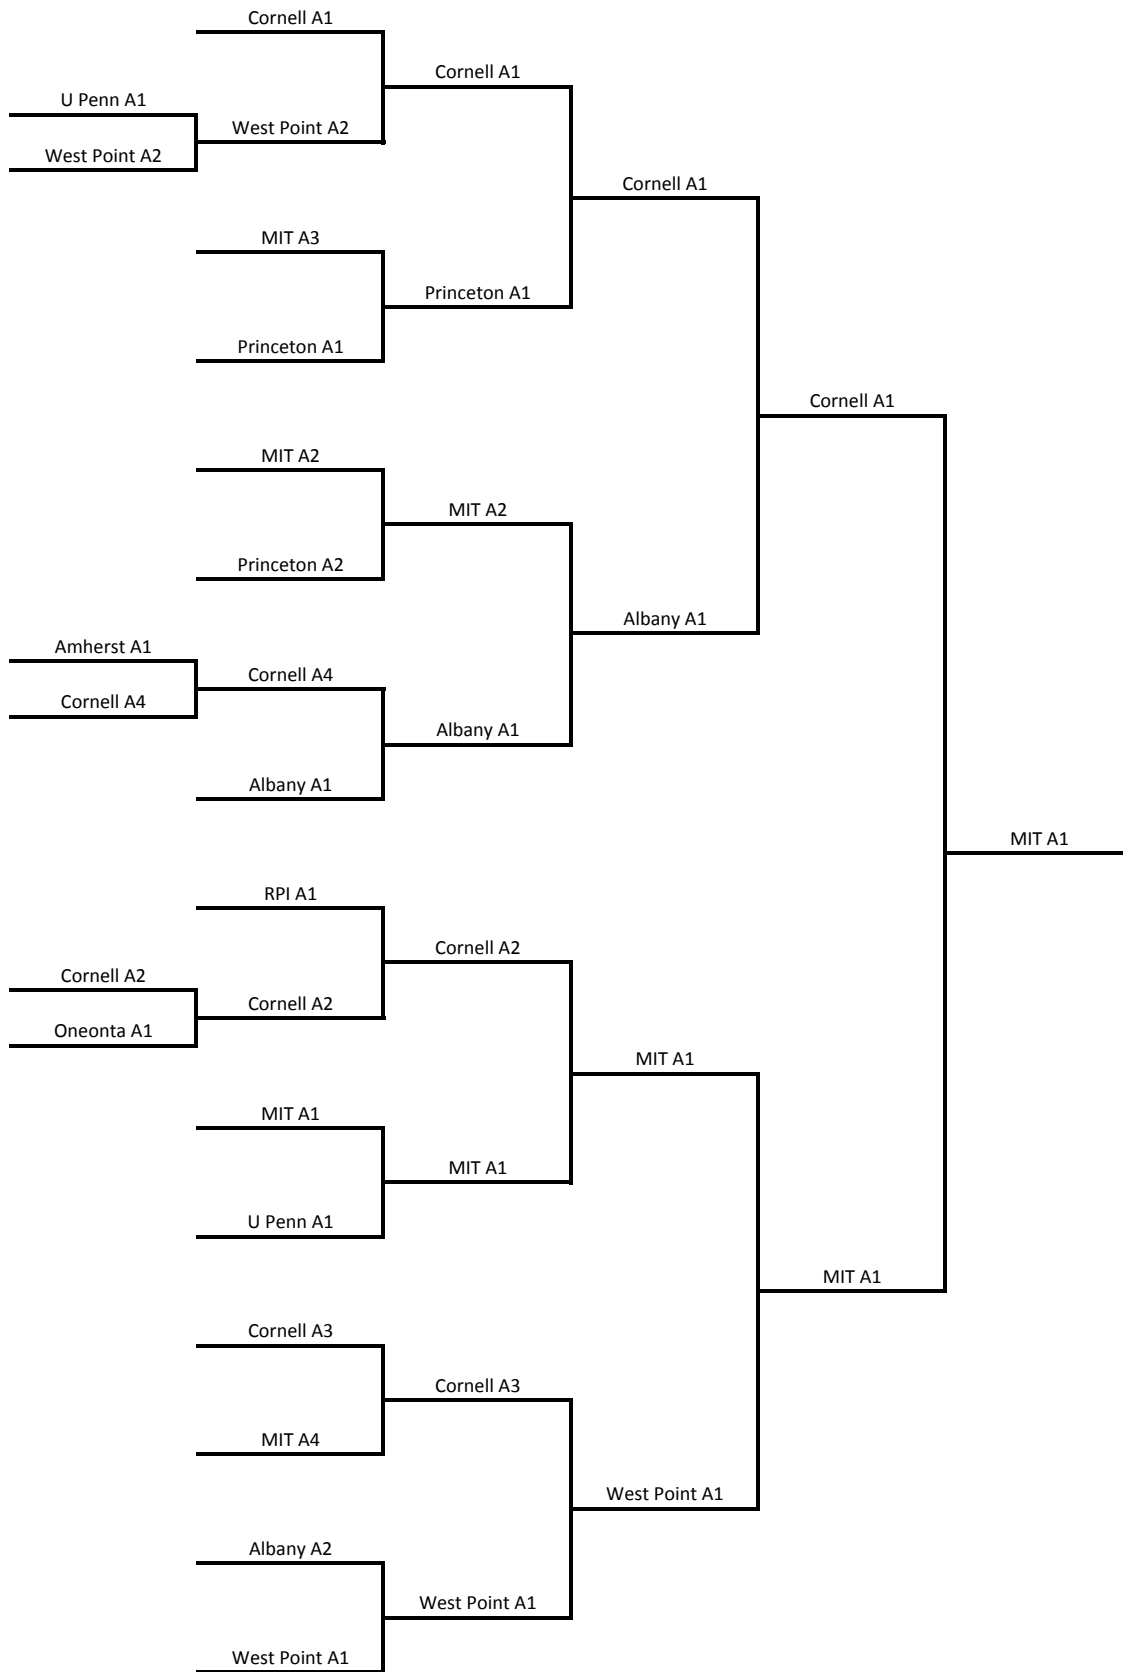 Cornell A1
Cornell A1
U Penn A1
West Point A2
West Point A2
Cornell A1
MIT A3
Princeton A1
Princeton A1
Cornell A1
MIT A2
MIT A2
Princeton A2
Albany A1
Amherst A1
Cornell A4
Cornell A4
Albany A1
Albany A1
MIT A1
RPI A1
Cornell A2
Cornell A2
Cornell A2
Oneonta A1
MIT A1
MIT A1
MIT A1
U Penn A1
MIT A1
Cornell A3
Cornell A3
MIT A4
West Point A1
Albany A2
West Point A1
West Point A1